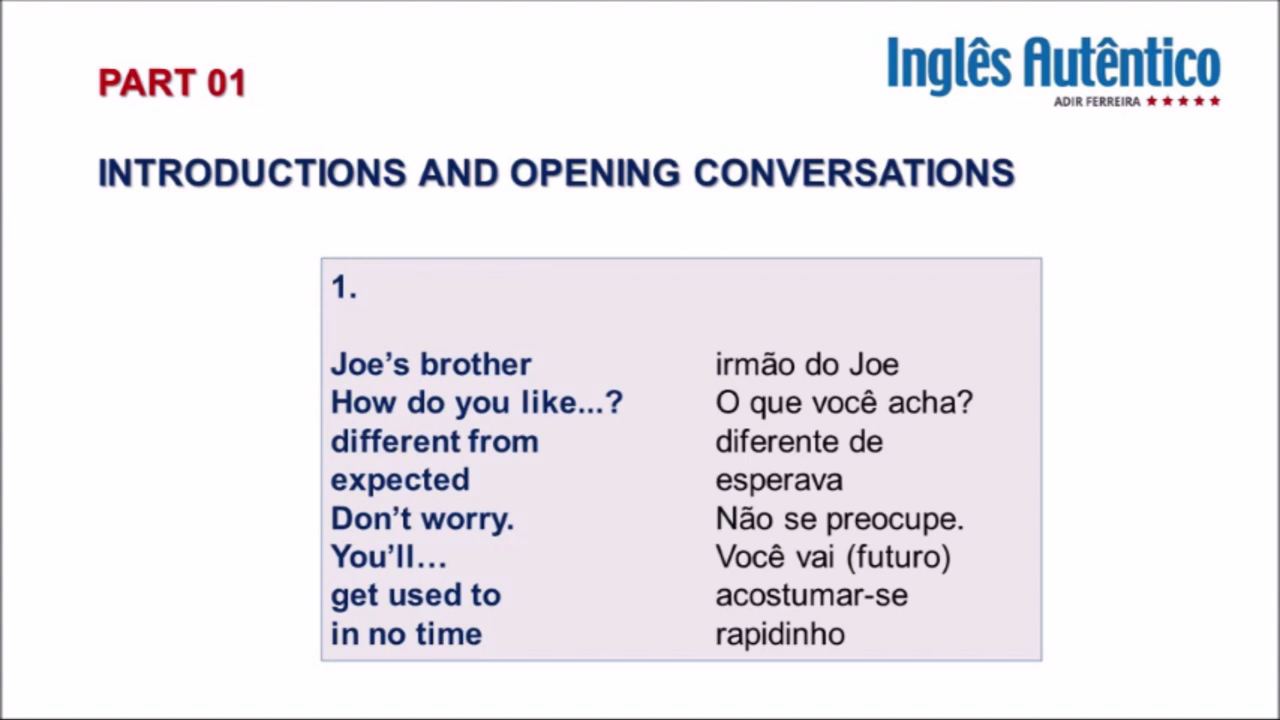 PART 01
Inglês Autêntico
ADIR FERREIRA
INTRODUCTIONS AND OPENING CONVERSATIONS
1.
Joe’s brother irmão do Joe
How do you like...? O que você acha?
different from diferente de
expected esperava
Don’t worry. Não se preocupe.
You’ll… Você vai (futuro)
get used to acostumar-se
in no time rapidinho